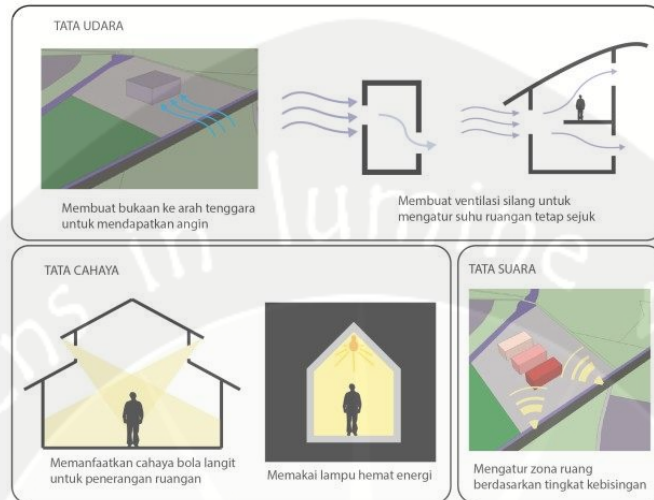 TATA UDARA
Membuat bukaan ke arah tenggara
untuk mendapatkan angin
Membuat ventilasi silang untuk
mengatur suhu ruangan tetap sejuk
TATA CAHAYA
Memanfaatkan cahaya bola langit
untuk penerangan ruangan
Memakai lampu hemat energi
TATA SUARA
Mengatur zona ruang
berdasarkan tingkat kebisingan
in lumine